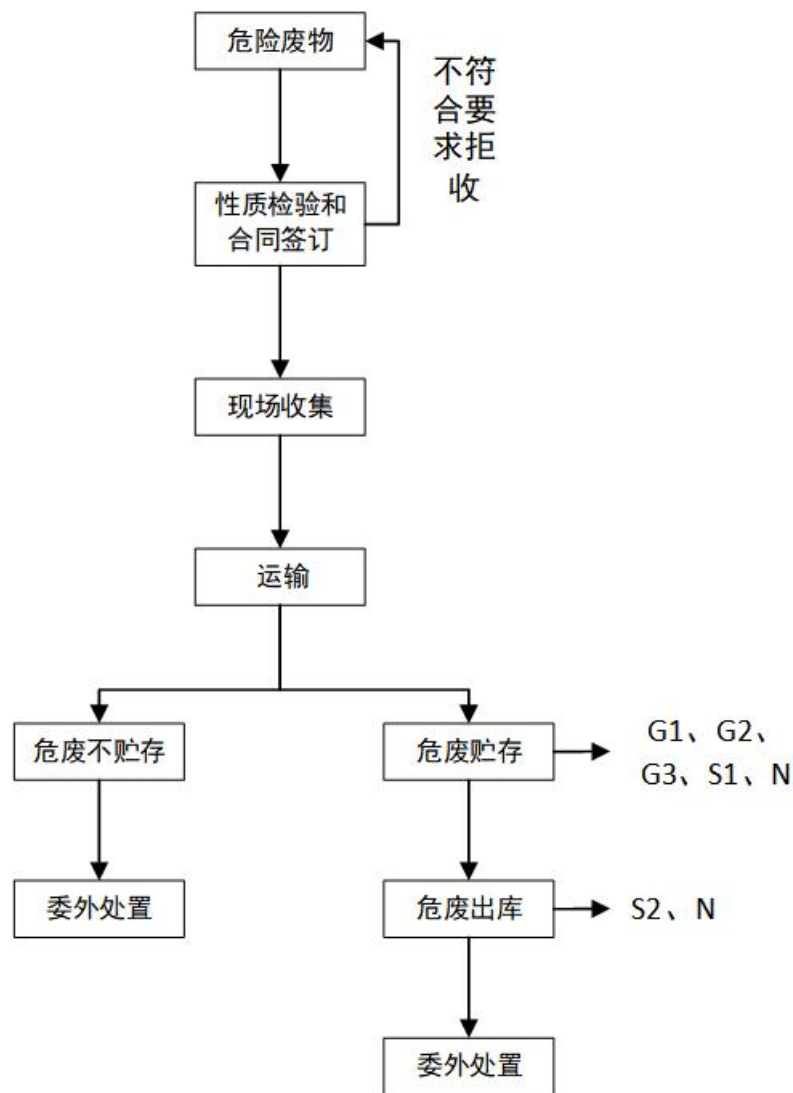 危险废物
不符
合要
求拒
收
性质检验和
合同签订
现场收集
运输
危废不贮存
危废贮存
G1、G2、
G3、S1、N
委外处置
危废出库
S2、N
委外处置